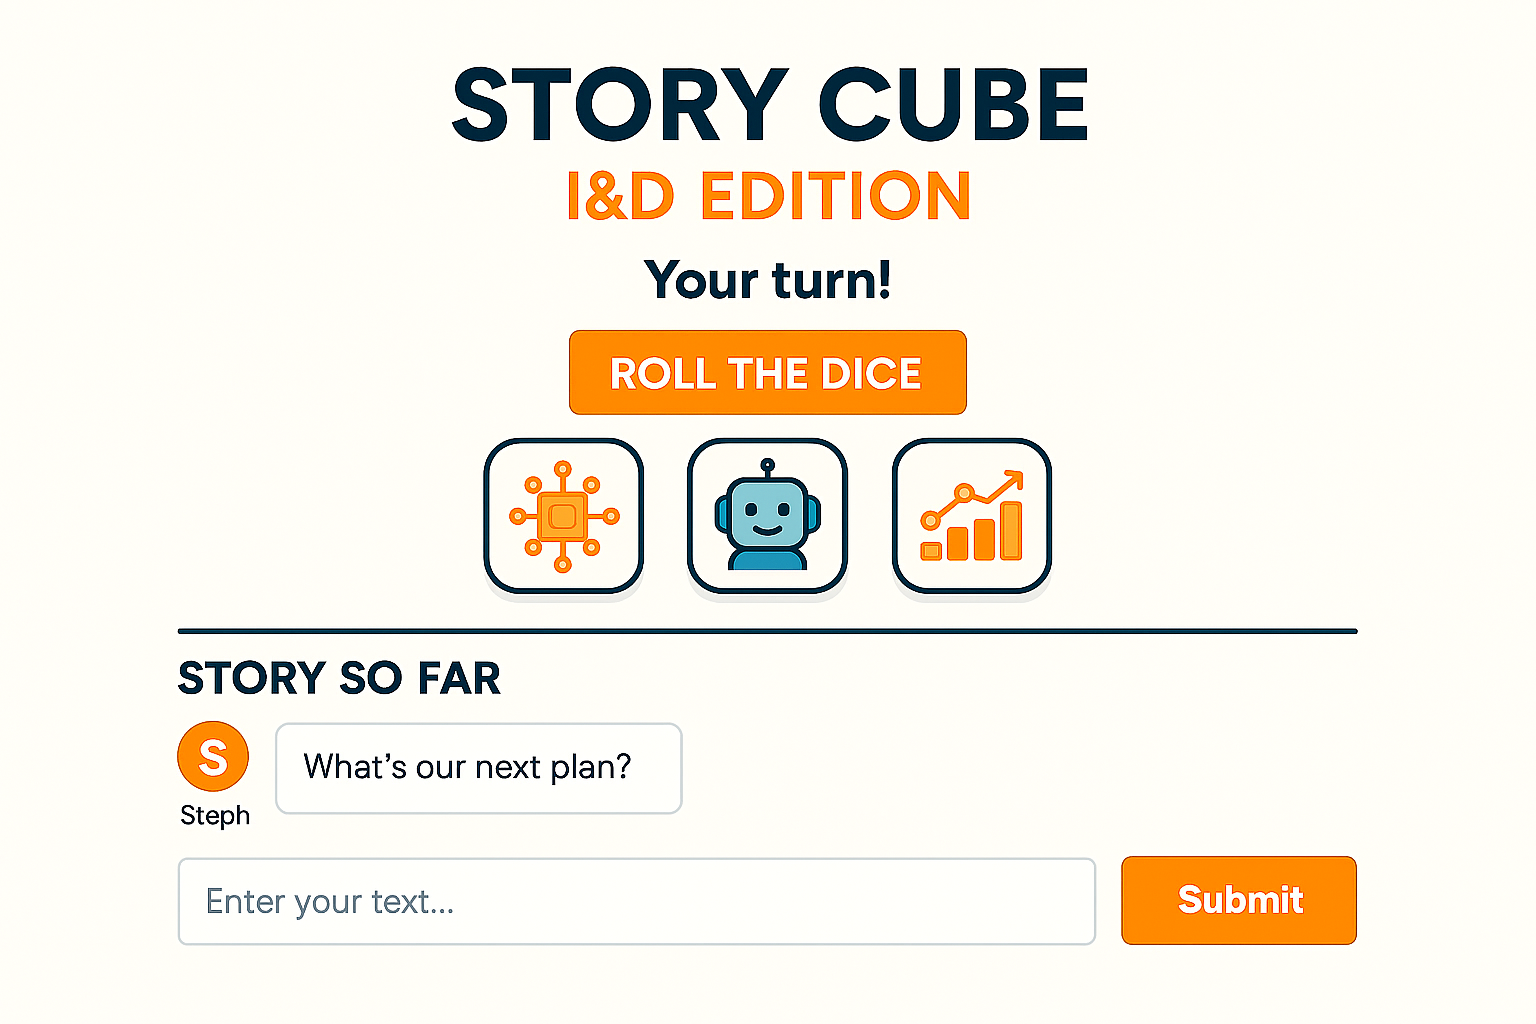 STORY CUBE
I&D EDITION
Your turn!
ROLL THE DICE
STORY SO FAR
S
What's our next plan?
Steph
Enter your text...
Submit